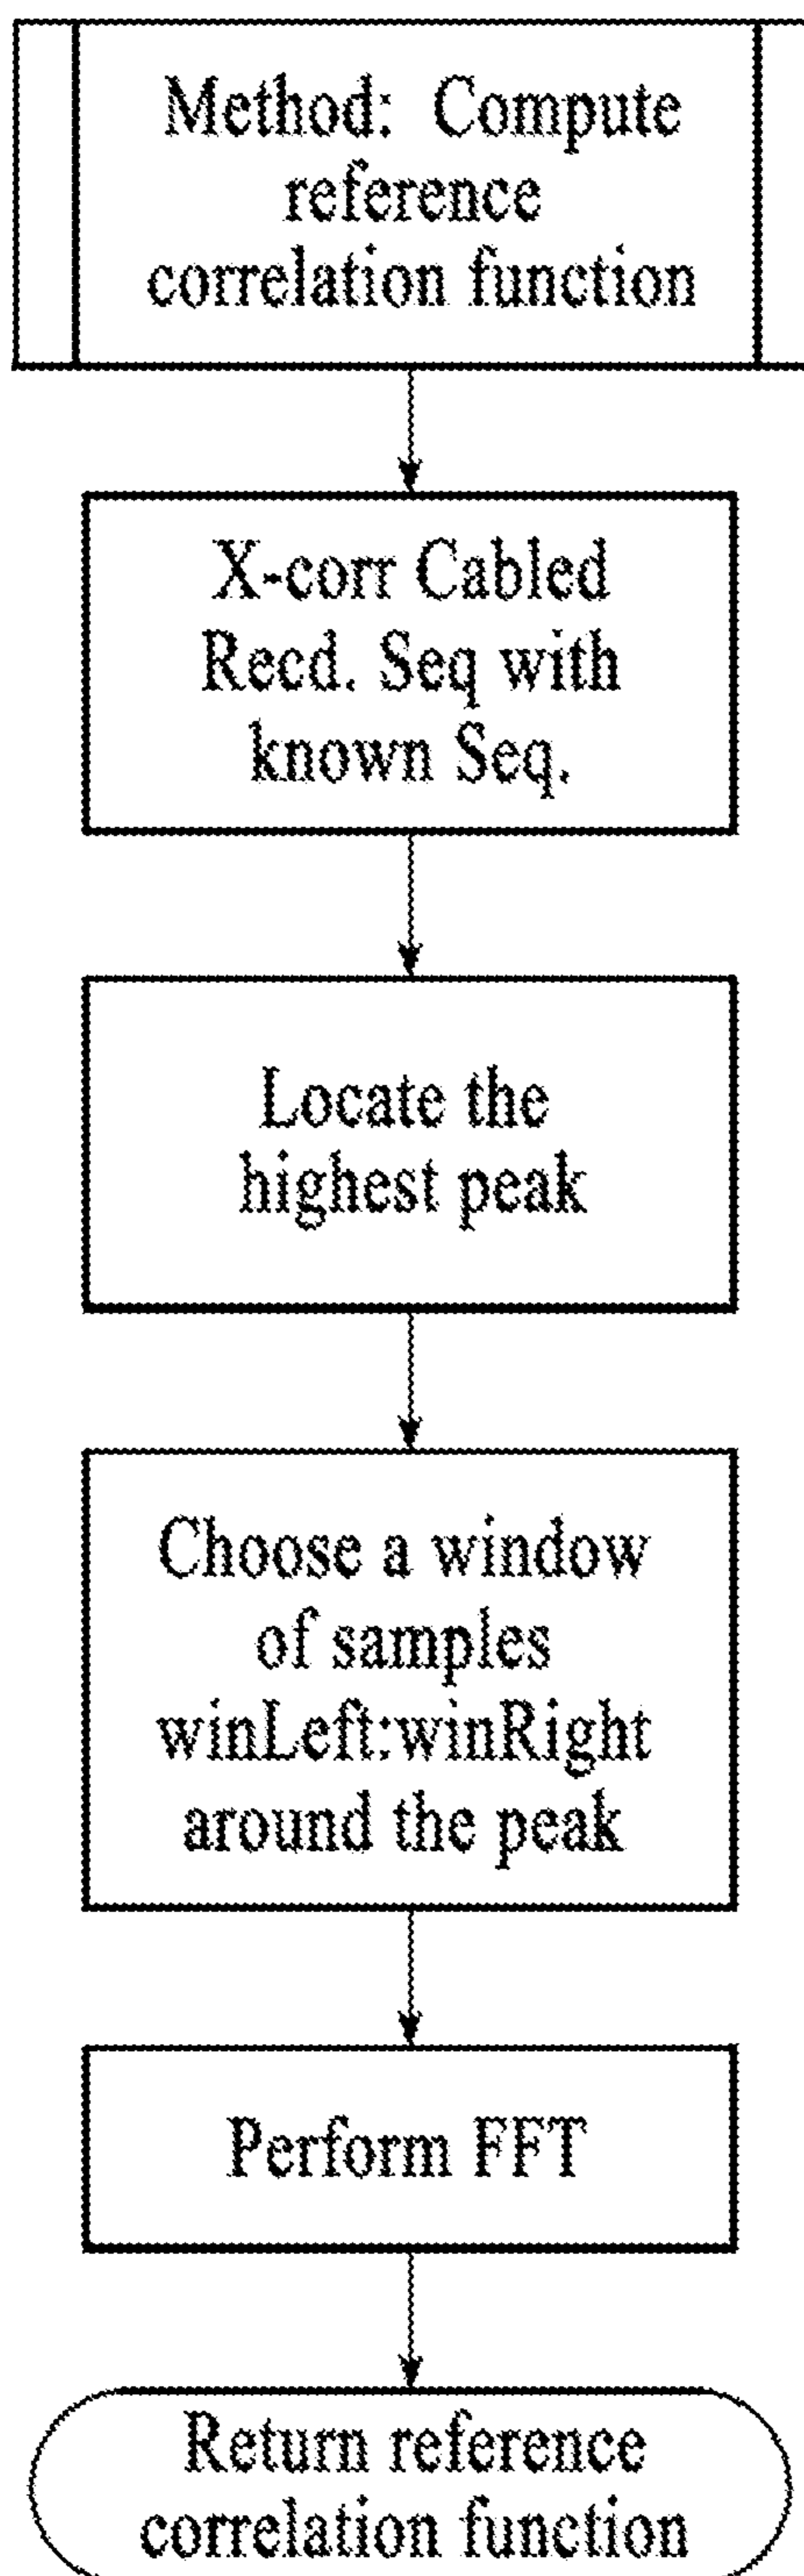 Method: Compute
reference
correlation function
X-corr Cabled
Recd. Seq with
known Seq.
Locate the
highest peak
Choose a window
of samples
winLeft:winRight
around the peak
Perform FFT
Return reference
correlation function